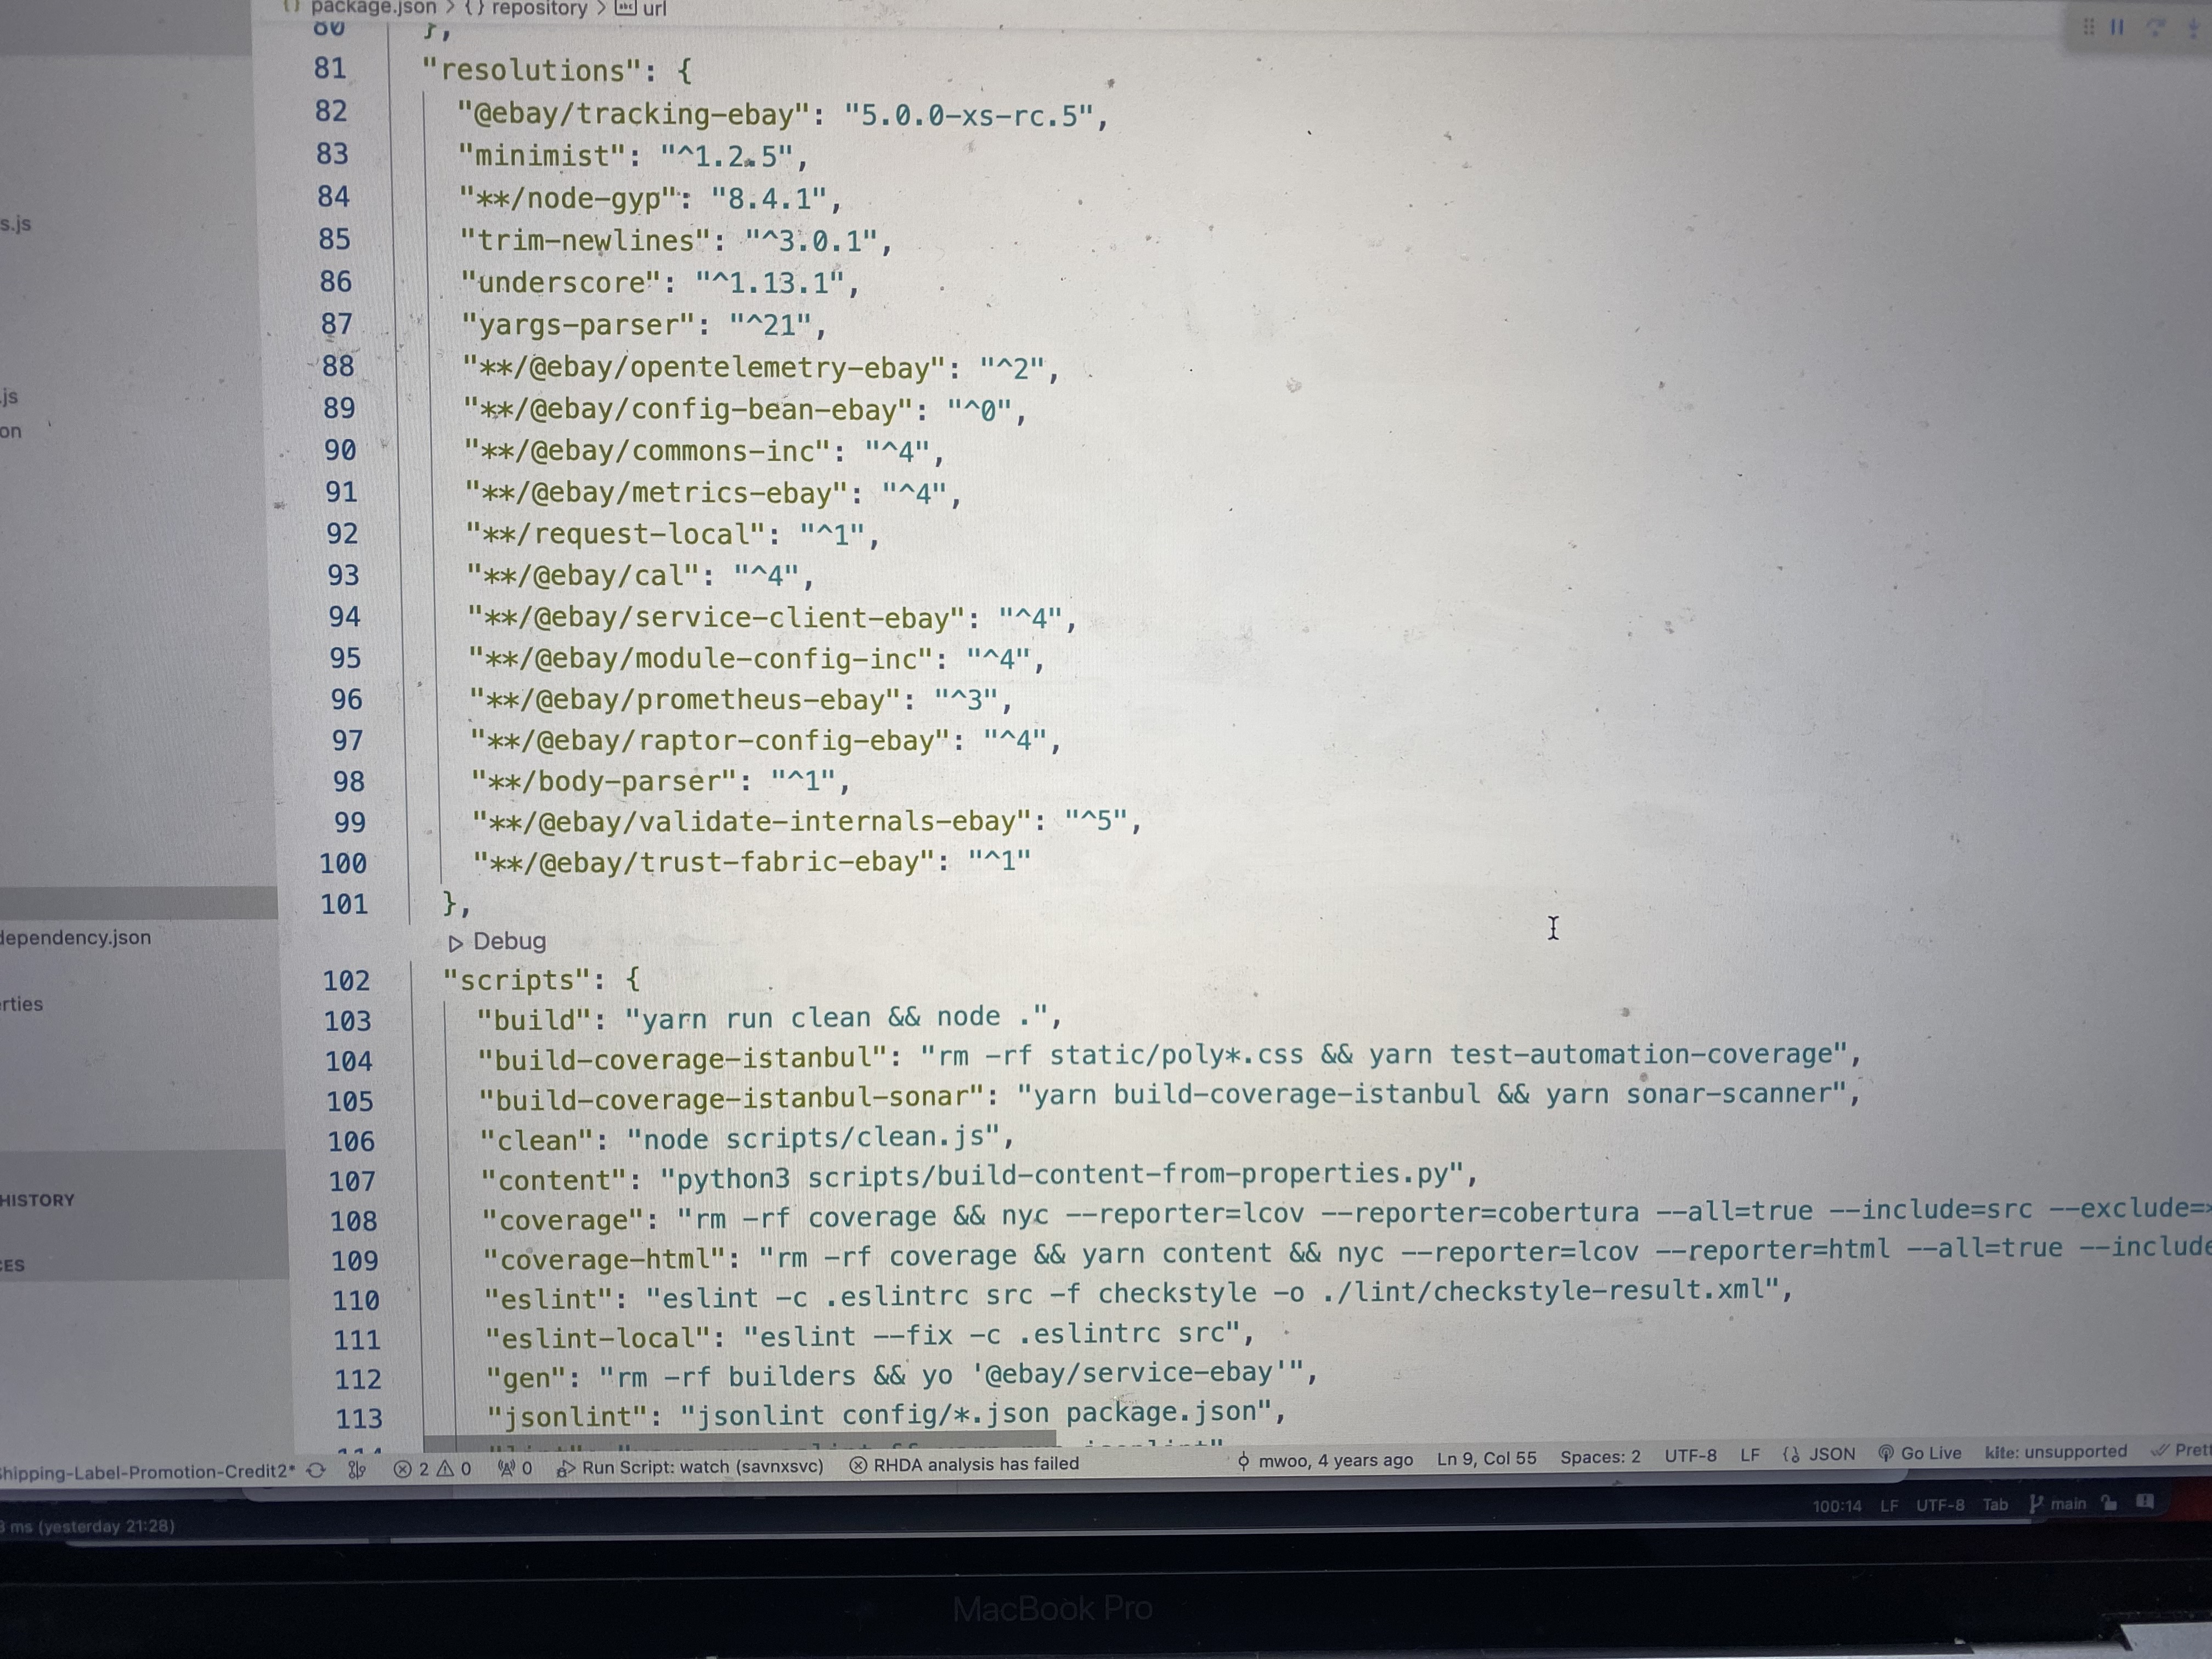 package.json > {} repository > abc url
80 },
81 "resolutions": {
82 "@ebay/tracking-ebay": "5.0.0-xs-rc.5",
83 "minimist": "^1.2.5",
84 "**/node-gyp": "8.4.1",
85 "trim-newlines": "^3.0.1",
86 "underscore": "^1.13.1",
87 "yargs-parser": "^21",
88 "**/@ebay/opentelemetry-ebay": "^2",
89 "**/@ebay/config-bean-ebay": "^0",
90 "**/@ebay/commons-inc": "^4",
91 "**/@ebay/metrics-ebay": "^4",
92 "**/request-local": "^1",
93 "**/@ebay/cal": "^4",
94 "**/@ebay/service-client-ebay": "^4",
95 "**/@ebay/module-config-inc": "^4",
96 "**/@ebay/prometheus-ebay": "^3",
97 "**/@ebay/raptor-config-ebay": "^4",
98 "**/body-parser": "^1",
99 "**/@ebay/validate-internals-ebay": "^5",
100 "**/@ebay/trust-fabric-ebay": "^1"
101 },
Debug
102 "scripts": {
103 "build": "yarn run clean && node .",
104 "build-coverage-istanbul": "rm -rf static/poly*.css && yarn test-automation-coverage",
105 "build-coverage-istanbul-sonar": "yarn build-coverage-istanbul && yarn sonar-scanner",
106 "clean": "node scripts/clean.js",
107 "content": "python3 scripts/build-content-from-properties.py",
108 "coverage": "rm -rf coverage && nyc --reporter=lcov --reporter=cobertura --all=true --include=src --exclude=
109 "coverage-html": "rm -rf coverage && yarn content && nyc --reporter=lcov --reporter=html --all=true --include
110 "eslint": "eslint -c .eslintrc src -f checkstyle -o ./lint/checkstyle-result.xml",
111 "eslint-local": "eslint --fix -c .eslintrc src",
112 "gen": "rm -rf builders && yo '@ebay/service-ebay'",
113 "jsonlint": "jsonlint config/*.json package.json",
s.js
.js
on
dependency.json
rties
HISTORY
CES
hipping-Label-Promotion-Credit2* 2 0 0 Run Script: watch (savnxsvc) RHDA analysis has failed mwoo, 4 years ago Ln 9, Col 55 Spaces: 2 UTF-8 LF {} JSON Go Live kite: unsupported Prett
ms (yesterday 21:28) 100:14 LF UTF-8 Tab main
MacBook Pro